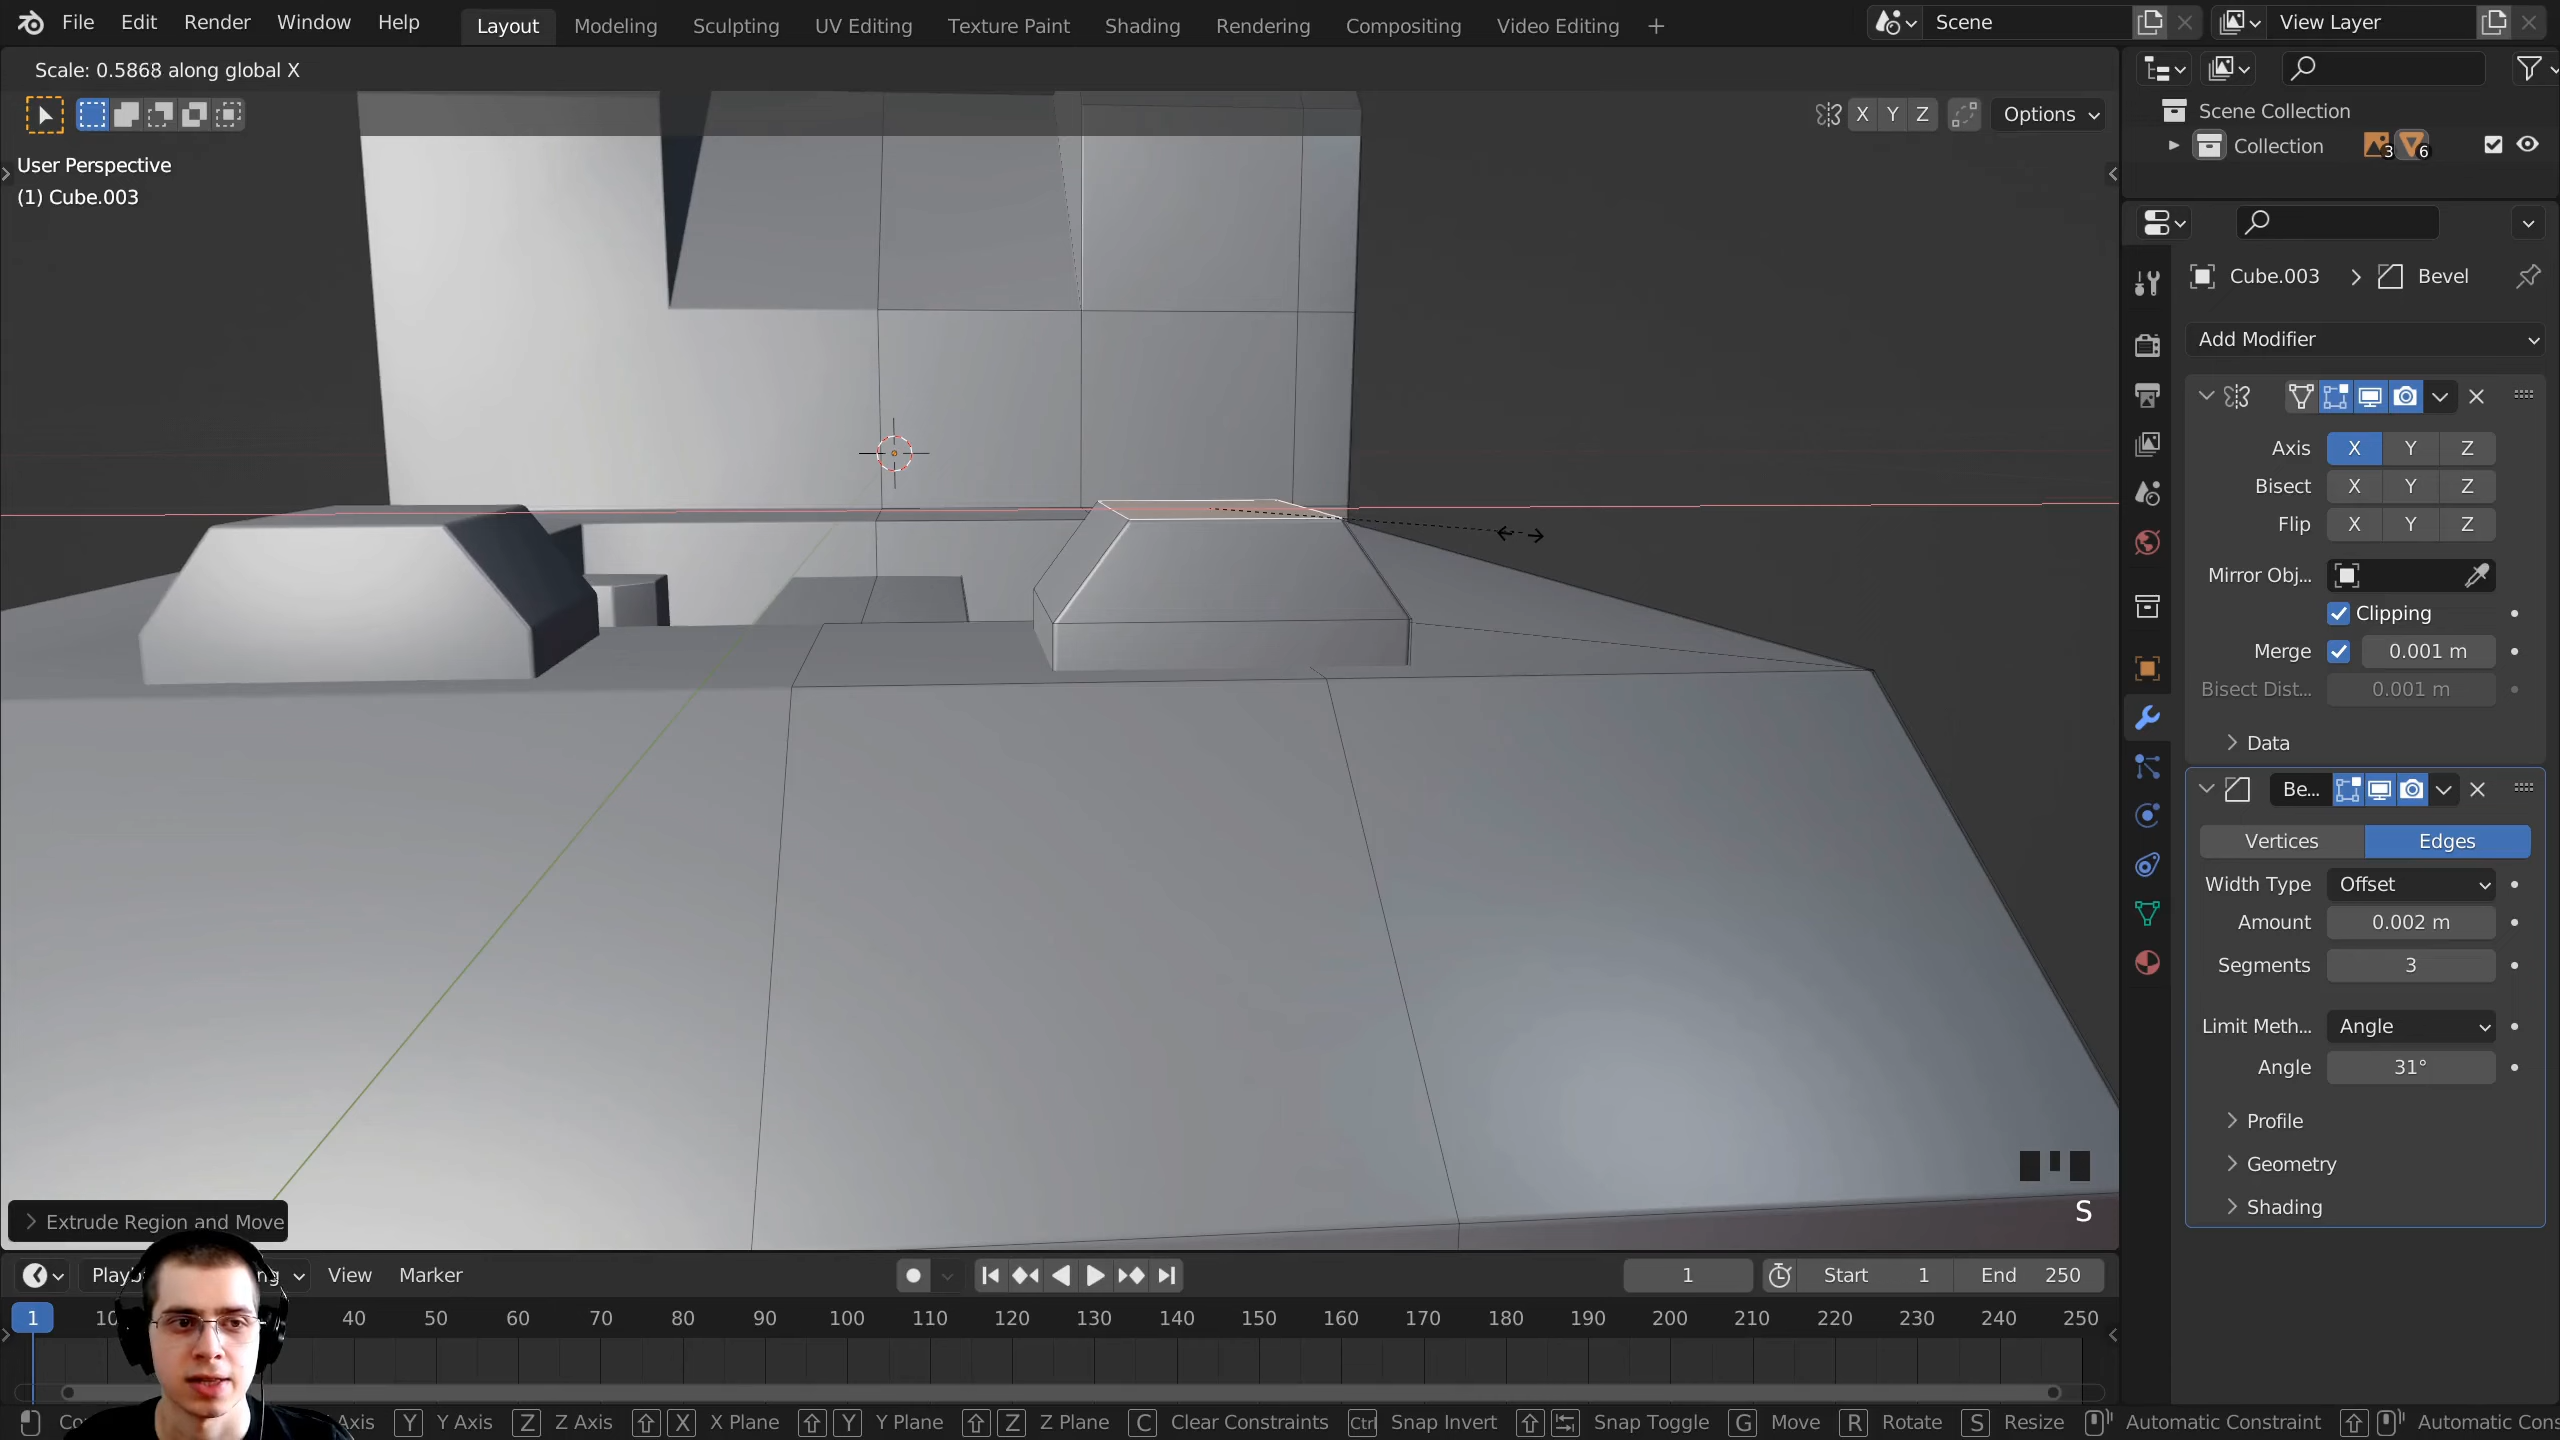 File Edit Render Window Help Layout Modeling Sculpting UV Editing Texture Paint Shading Rendering Compositing Video Editing + Scene View Layer
Scale: 0.5868 along global X
X Y Z Options
User Perspective
(1) Cube.003
Scene Collection
Collection 3 6
Cube.003 > Bevel
Add Modifier
Axis X Y Z
Bisect X Y Z
Flip X Y Z
Mirror Obj...
Clipping
Merge 0.001 m
Bisect Dist... 0.001 m
Data
Be...
Vertices Edges
Width Type Offset
Amount 0.002 m
Segments 3
Limit Meth... Angle
Angle 31°
Profile
Geometry
Shading
S
Extrude Region and Move
View Marker 1 Start 1 End 250
1 40 50 60 70 80 90 100 110 120 130 140 150 160 170 180 190 200 210 220 230 240 250
Axis Y Y Axis Z Z Axis X X Plane Y Y Plane Z Z Plane C Clear Constraints Ctrl Snap Invert Snap Toggle G Move R Rotate S Resize Automatic Constraint Automatic Cons